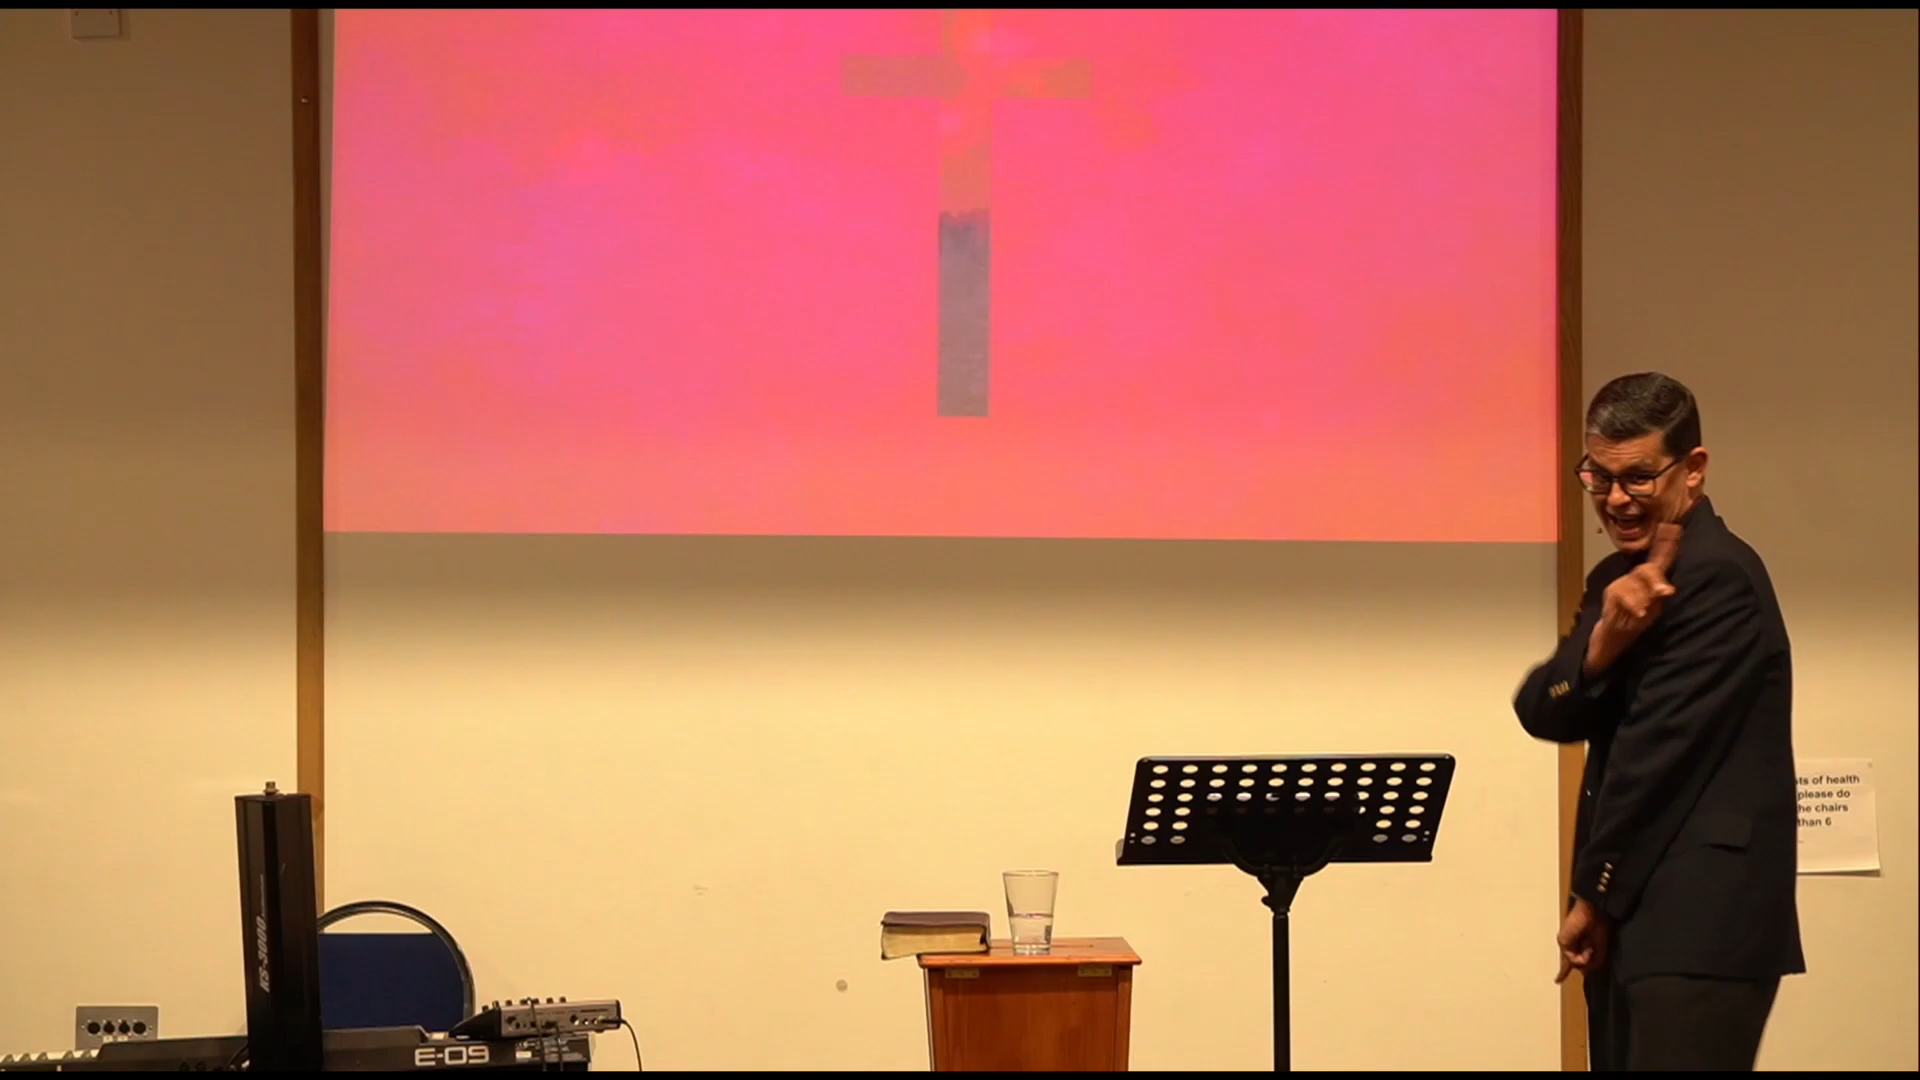 ts of health
please do
he chairs
than 6
KS-3000
E-09